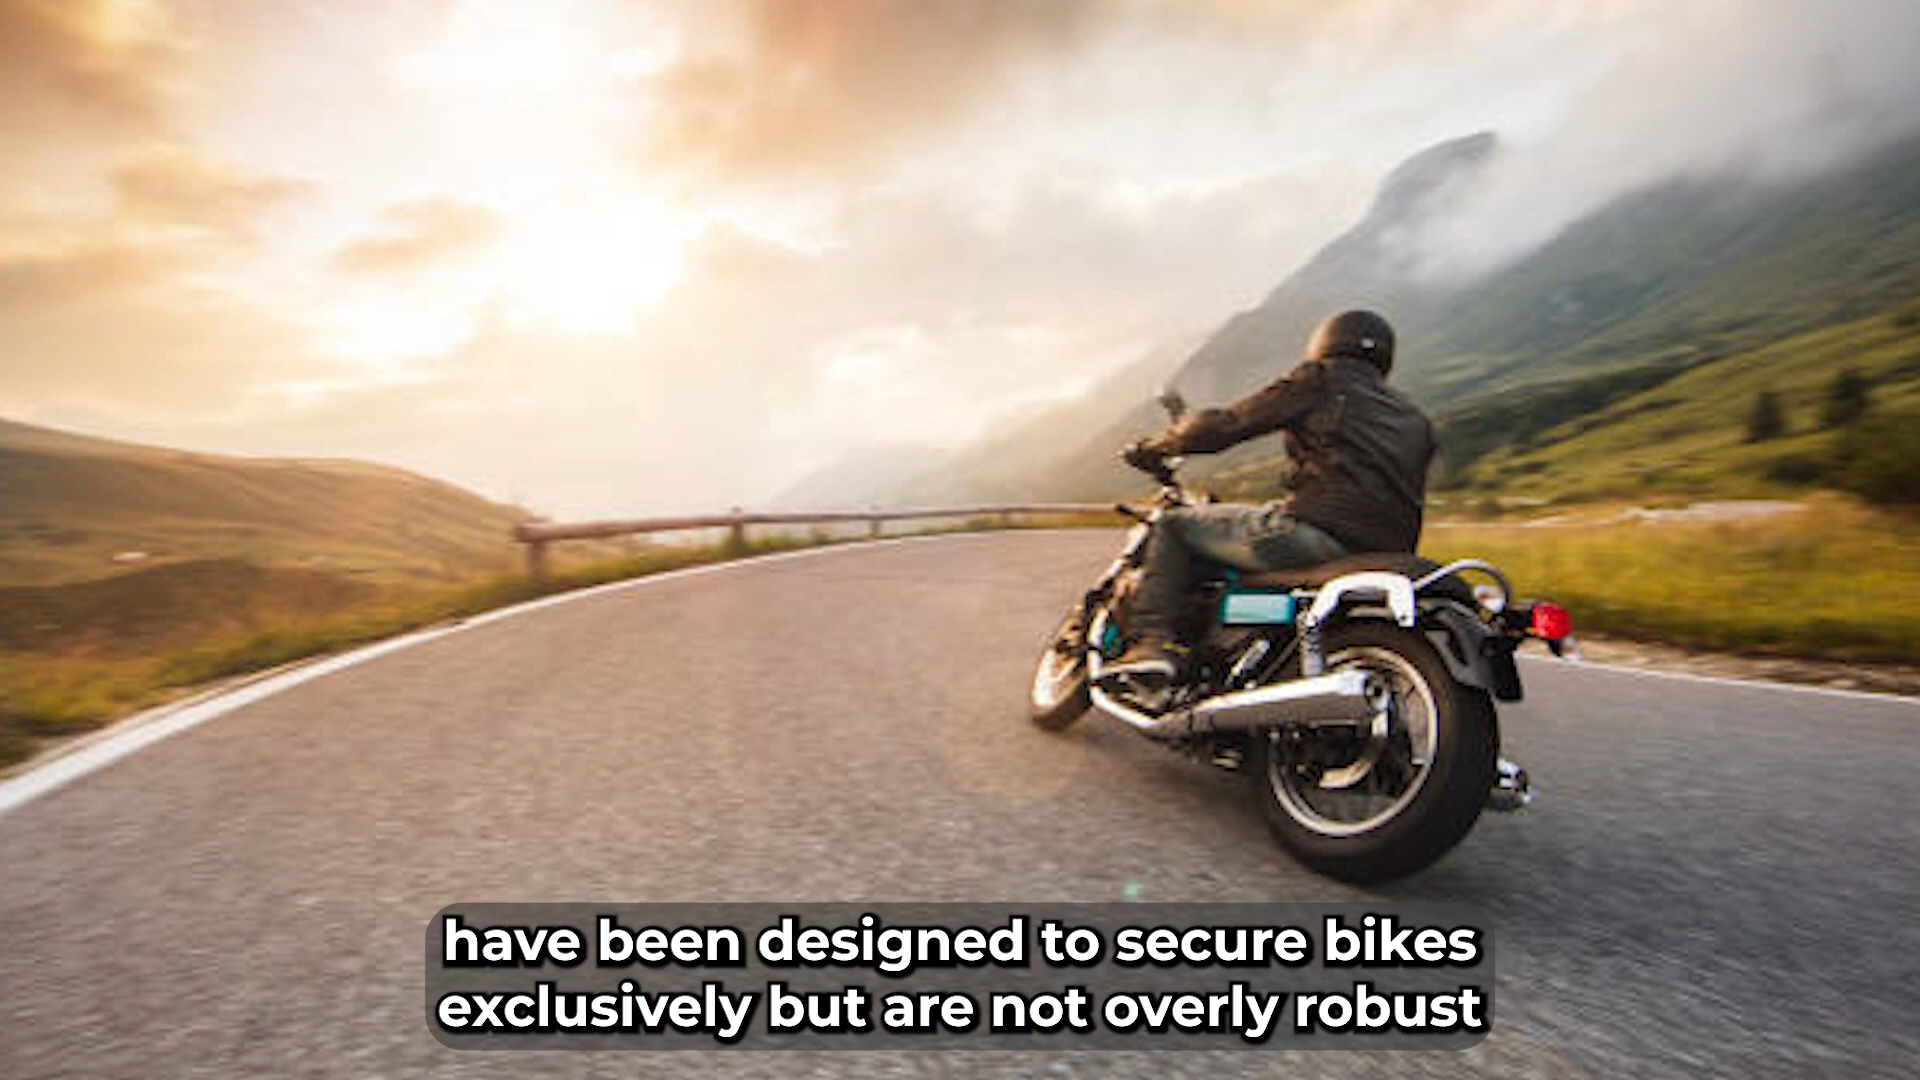 have been designed to secure bikes
exclusively but are not overly robust